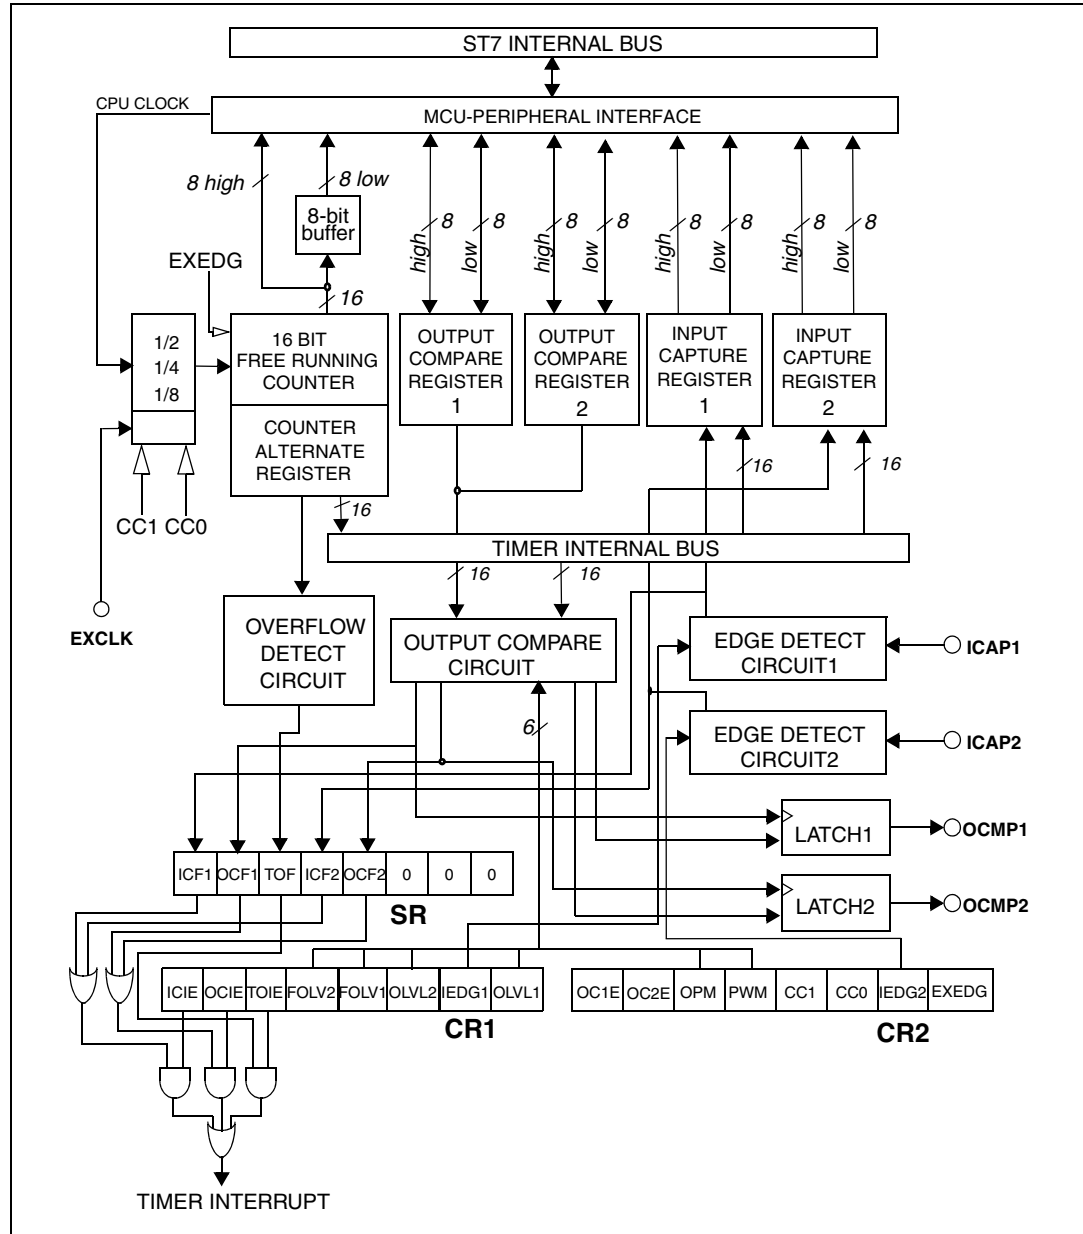 ST7 INTERNAL BUS
CPU CLOCK
MCU-PERIPHERAL INTERFACE
8 high
8 low
8-bit
buffer
high
8
low
8
high
8
low
8
high
8
low
8
high
8
low
8
EXEDG
16
1/2
1/4
1/8
16 BIT
FREE RUNNING
COUNTER
OUTPUT
COMPARE
REGISTER
1
OUTPUT
COMPARE
REGISTER
2
INPUT
CAPTURE
REGISTER
1
INPUT
CAPTURE
REGISTER
2
COUNTER
ALTERNATE
REGISTER
16
16
16
CC1 CC0
TIMER INTERNAL BUS
16
16
EXCLK
OVERFLOW
DETECT
CIRCUIT
OUTPUT COMPARE
CIRCUIT
EDGE DETECT
CIRCUIT1
ICAP1
6
EDGE DETECT
CIRCUIT2
ICAP2
LATCH1
OCMP1
ICF1 OCF1 TOF ICF2 OCF2 0 0 0
SR
LATCH2
OCMP2
ICIE OCIE TOIE FOLV2 FOLV1 OLVL2 IEDG1 OLVL1
CR1
OC1E OC2E OPM PWM CC1 CC0 IEDG2 EXEDG
CR2
TIMER INTERRUPT